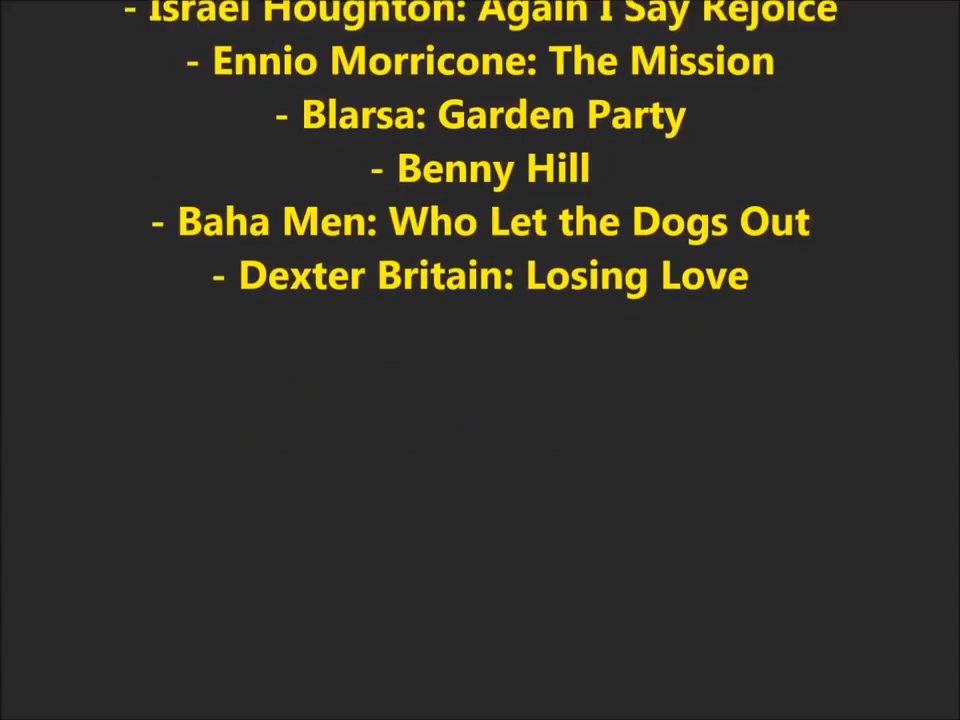 - Israel Houghton: Again I Say Rejoice
- Ennio Morricone: The Mission
- Blarsa: Garden Party
- Benny Hill
- Baha Men: Who Let the Dogs Out
- Dexter Britain: Losing Love